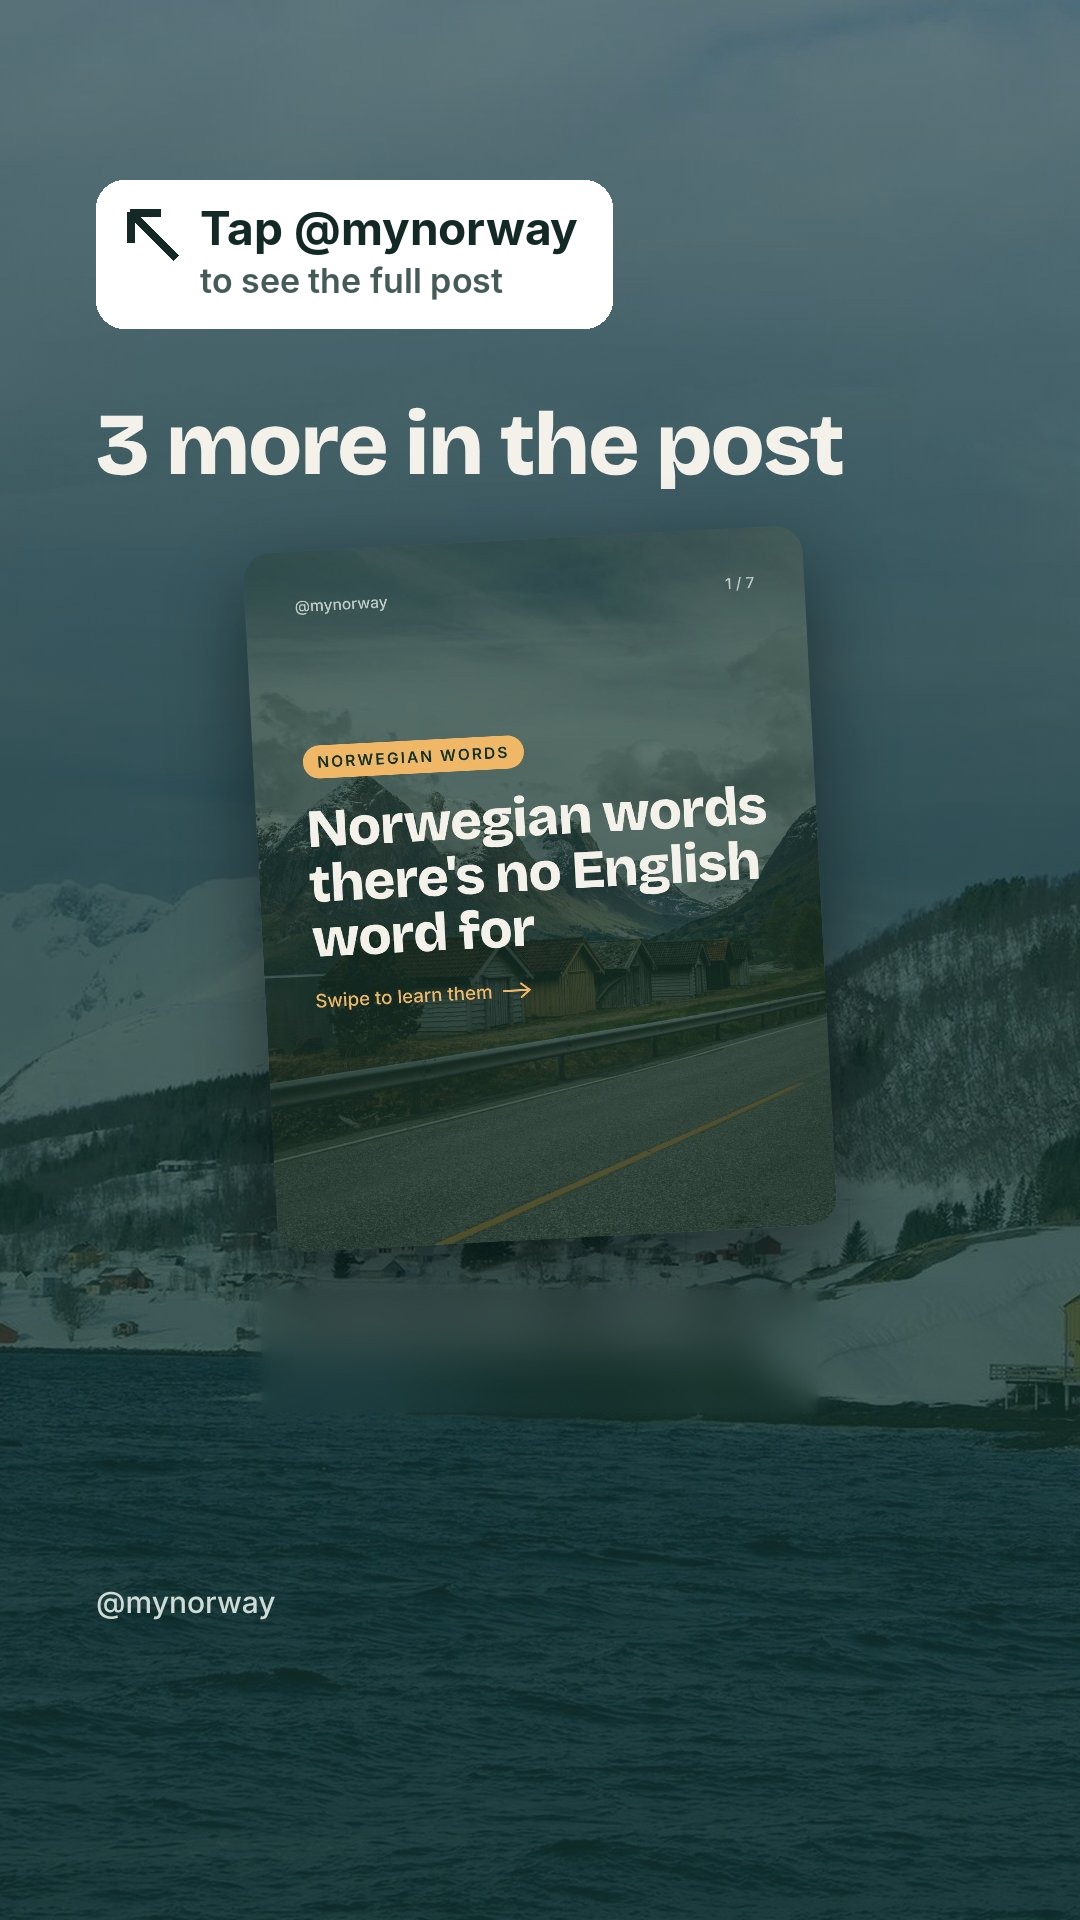 Tap @mynorway
to see the full post
3 more in the post
@mynorway
1 / 7
NORWEGIAN WORDS
Norwegian words
there's no English
word for
Swipe to learn them
@mynorway